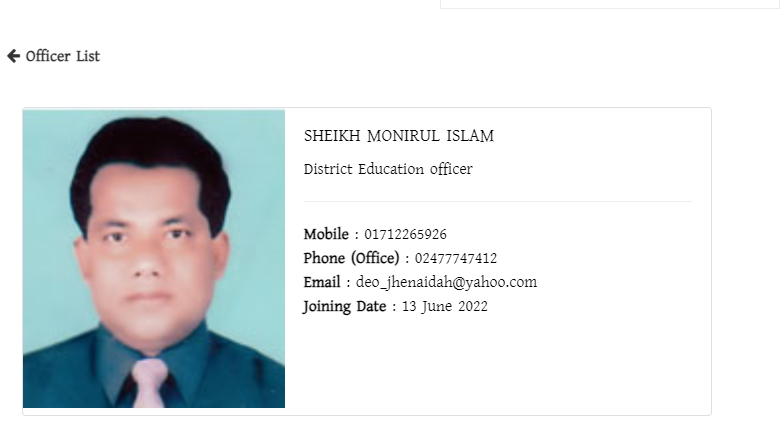 Officer List
SHEIKH MONIRUL ISLAM
District Education officer
Mobile : 01712265926
Phone (Office) : 02477747412
Email : deo_jhenaidah@yahoo.com
Joining Date : 13 June 2022